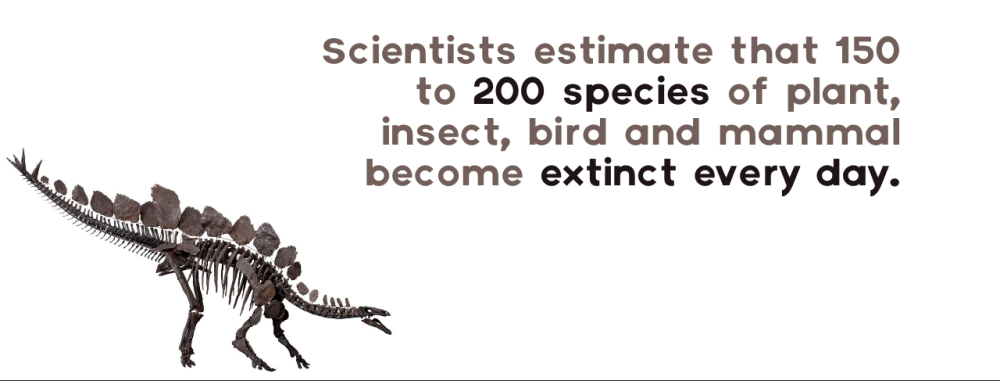 Scientists estimate that 150
to 200 species of plant,
insect, bird and mammal
become extinct every day.